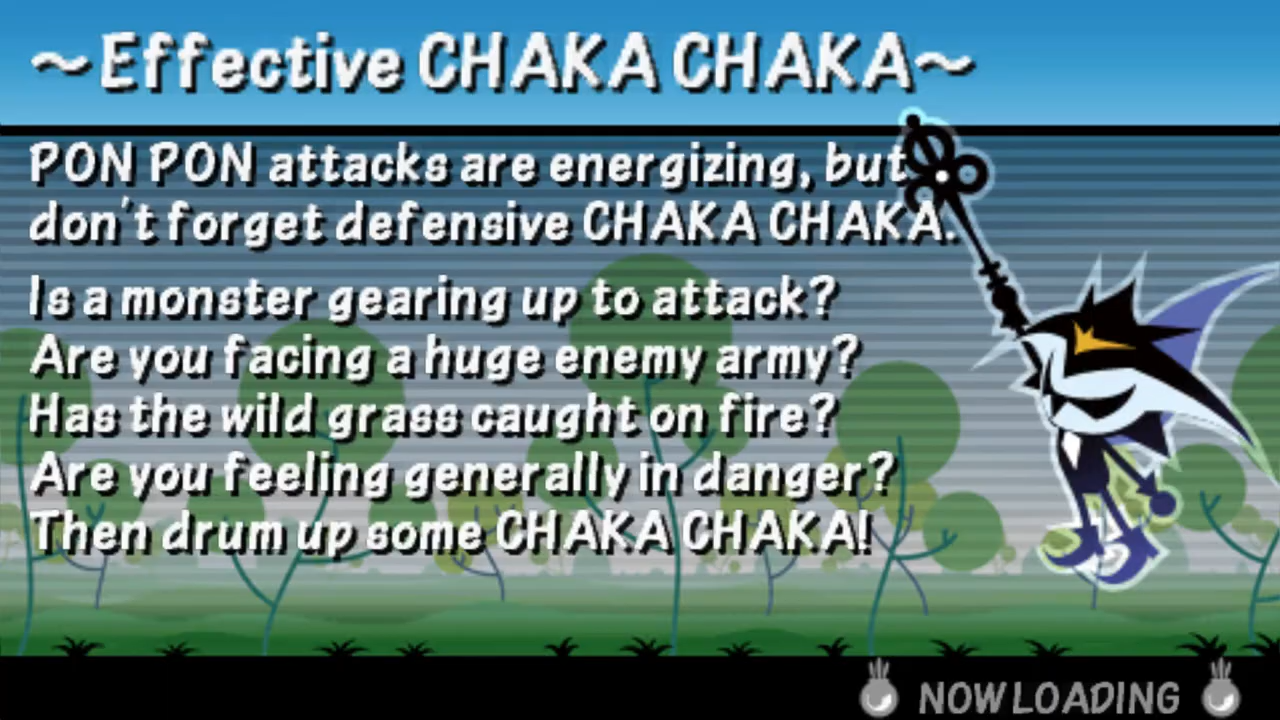 ～Effective CHAKA CHAKA～
PON PON attacks are energizing, but
don't forget defensive CHAKA CHAKA.
Is a monster gearing up to attack?
Are you facing a huge enemy army?
Has the wild grass caught on fire?
Are you feeling generally in danger?
Then drum up some CHAKA CHAKA!
NOW LOADING